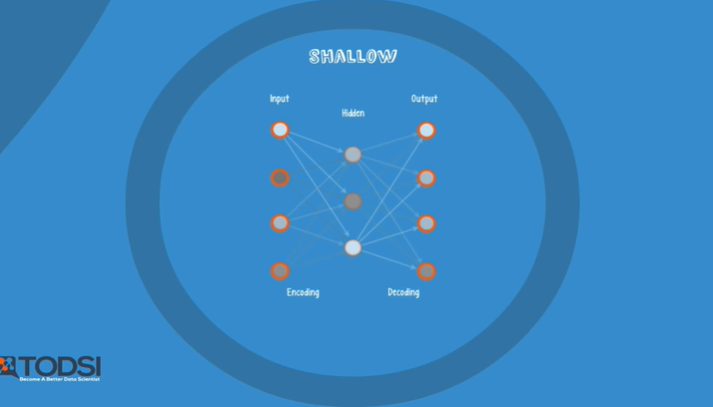 SHALLOW
Input
Output
Hidden
Encoding
Decoding
TODSI
Become A Better Data Scientist